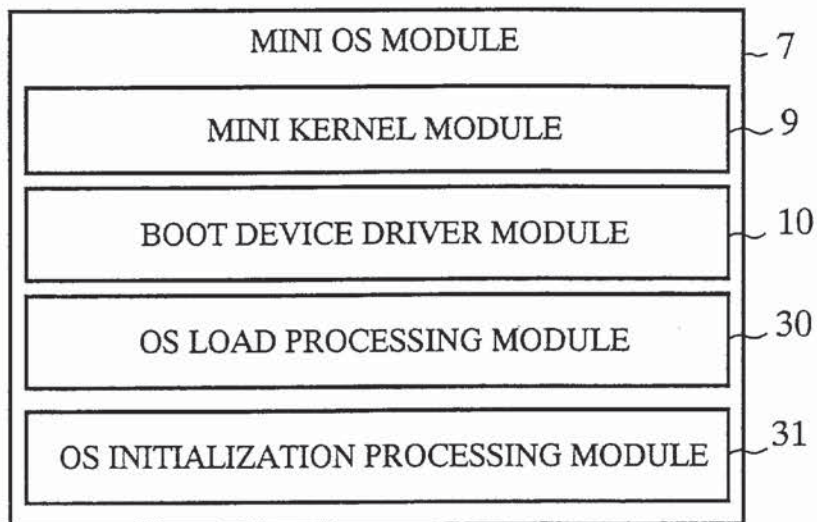 MINI OS MODULE 7
MINI KERNEL MODULE 9
BOOT DEVICE DRIVER MODULE 10
OS LOAD PROCESSING MODULE 30
OS INITIALIZATION PROCESSING MODULE 31